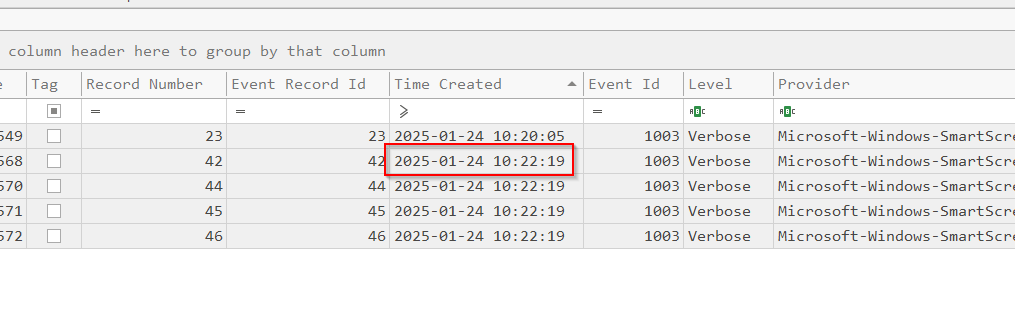 column header here to group by that column
e Tag Record Number Event Record Id Time Created Event Id Level Provider
= = = ABC ABC
549 23 23 2025-01-24 10:20:05 1003 Verbose Microsoft-Windows-SmartScre
568 42 42 2025-01-24 10:22:19 1003 Verbose Microsoft-Windows-SmartScre
570 44 44 2025-01-24 10:22:19 1003 Verbose Microsoft-Windows-SmartScre
571 45 45 2025-01-24 10:22:19 1003 Verbose Microsoft-Windows-SmartScre
572 46 46 2025-01-24 10:22:19 1003 Verbose Microsoft-Windows-SmartScre